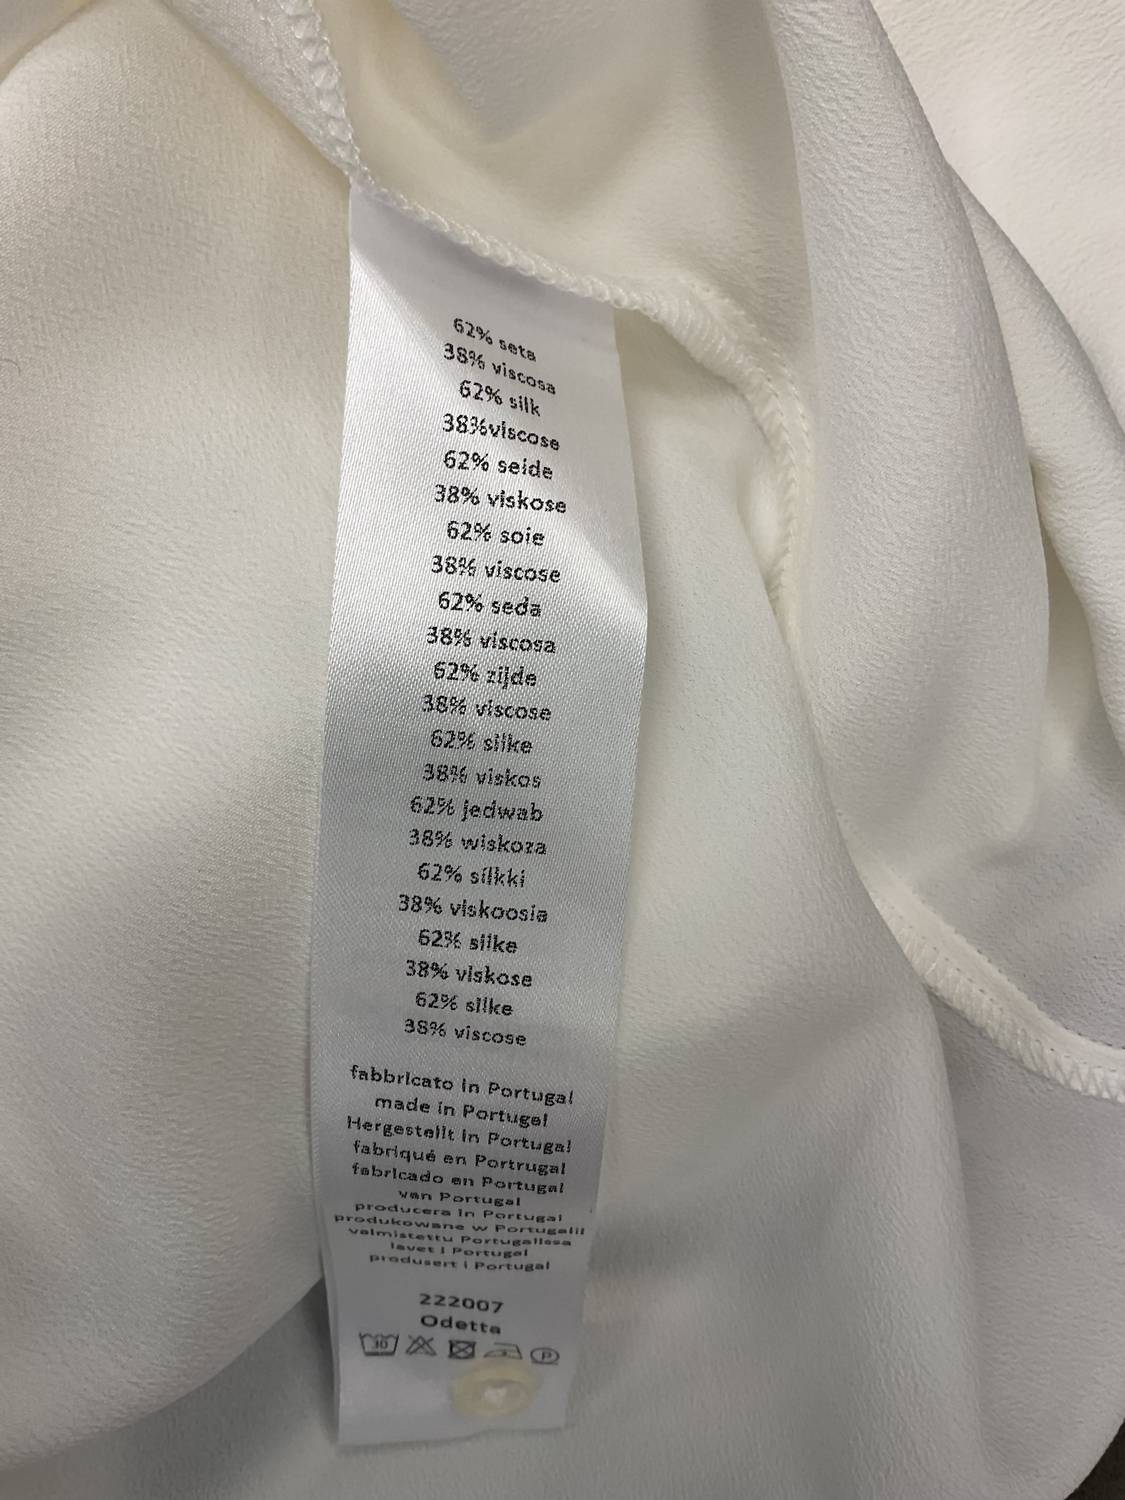 62% seta
38% viscosa
62% silk
38%viscose
62% seide
38% viskose
62% soie
38% viscose
62% seda
38% viscosa
62% zijde
38% viscose
62% silke
38% viskos
62% jedwab
38% wiskoza
62% silkki
38% viskoosia
62% silke
38% viskose
62% silke
38% viscose
fabbricato in Portugal
made in Portugal
Hergestellt in Portugal
fabriqué en Portrugal
fabricado en Portugal
van Portugal
producera in Portugal
produkowane w Portugalii
valmistettu Portugalissa
lavet i Portugal
produsert i Portugal
222007
Odetta
30 P